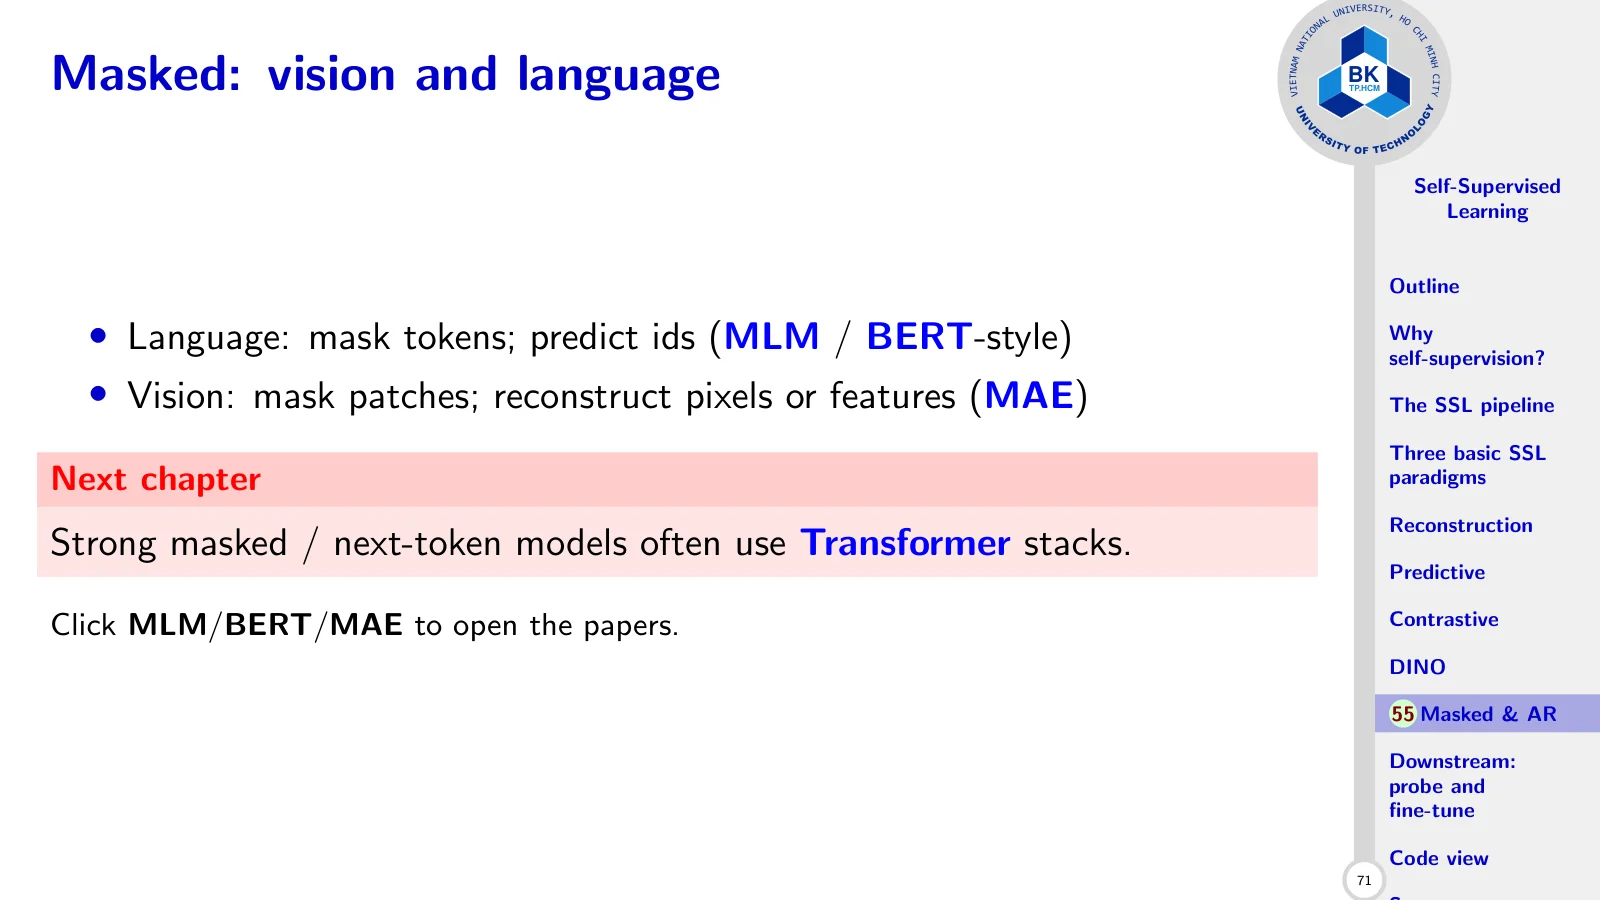 Masked: vision and language
• Language: mask tokens; predict ids (MLM / BERT-style)
• Vision: mask patches; reconstruct pixels or features (MAE)
Next chapter
Strong masked / next-token models often use Transformer stacks.
Click MLM/BERT/MAE to open the papers.
VIETNAM NATIONAL UNIVERSITY, HO CHI MINH CITY
BK
TP.HCM
UNIVERSITY OF TECHNOLOGY
Self-Supervised
Learning
Outline
Why
self-supervision?
The SSL pipeline
Three basic SSL
paradigms
Reconstruction
Predictive
Contrastive
DINO
55 Masked & AR
Downstream:
probe and
fine-tune
Code view
71